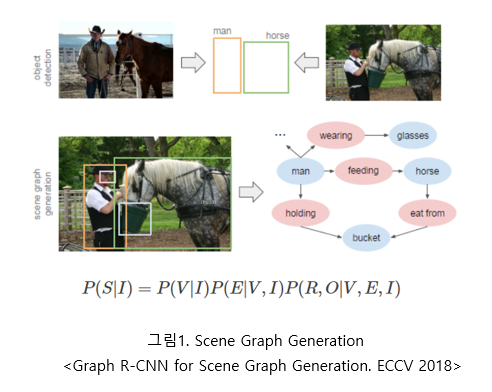 object detection
man
horse
scene graph generation
...
wearing
glasses
man
feeding
horse
holding
eat from
bucket
P(S|I) = P(V|I)P(E|V, I)P(R, O|V, E, I)
그림1. Scene Graph Generation
<Graph R-CNN for Scene Graph Generation. ECCV 2018>